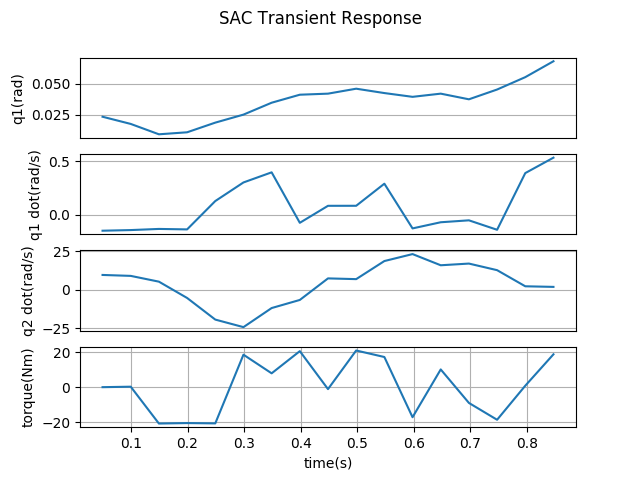 SAC Transient Response
q1(rad)
0.050
0.025
q1 dot(rad/s)
0.5
0.0
q2 dot(rad/s)
25
0
−25
torque(Nm)
20
0
−20
0.1 0.2 0.3 0.4 0.5 0.6 0.7 0.8
time(s)